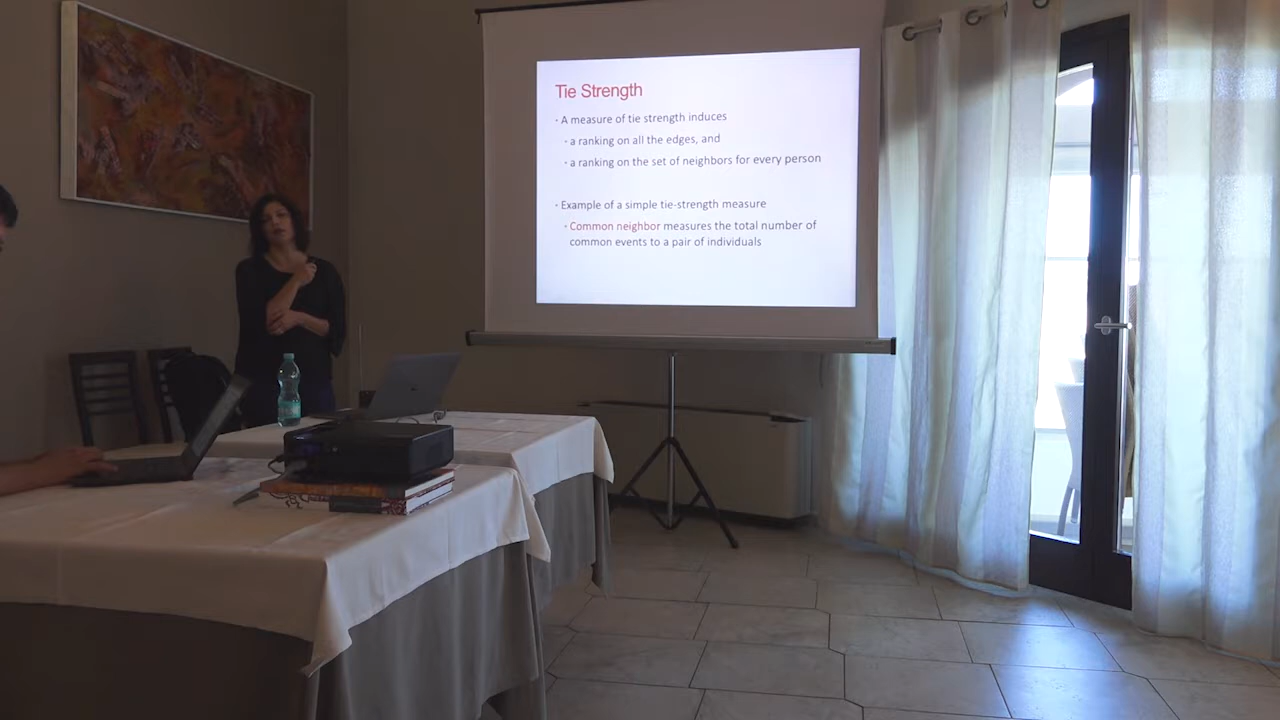 Tie Strength
• A measure of tie strength induces
• a ranking on all the edges, and
• a ranking on the set of neighbors for every person
• Example of a simple tie-strength measure
• Common neighbor measures the total number of
common events to a pair of individuals